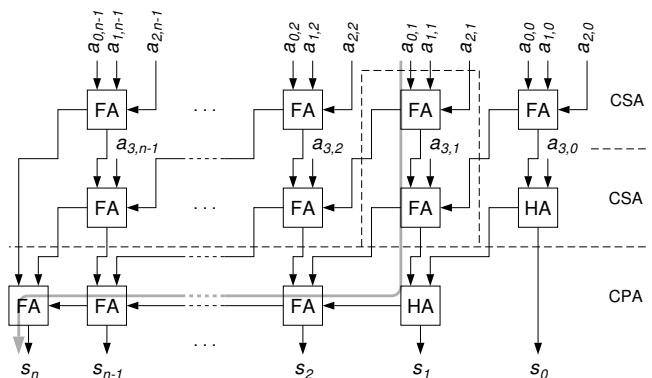 a0,n-1 a1,n-1 a2,n-1 a0,2 a1,2 a2,2 a0,1 a1,1 a2,1 a0,0 a1,0 a2,0
FA ... FA FA FA CSA
a3,n-1 a3,2 a3,1 a3,0
FA ... FA FA HA CSA
FA FA FA HA CPA
...
sn sn-1 s2 s1 s0